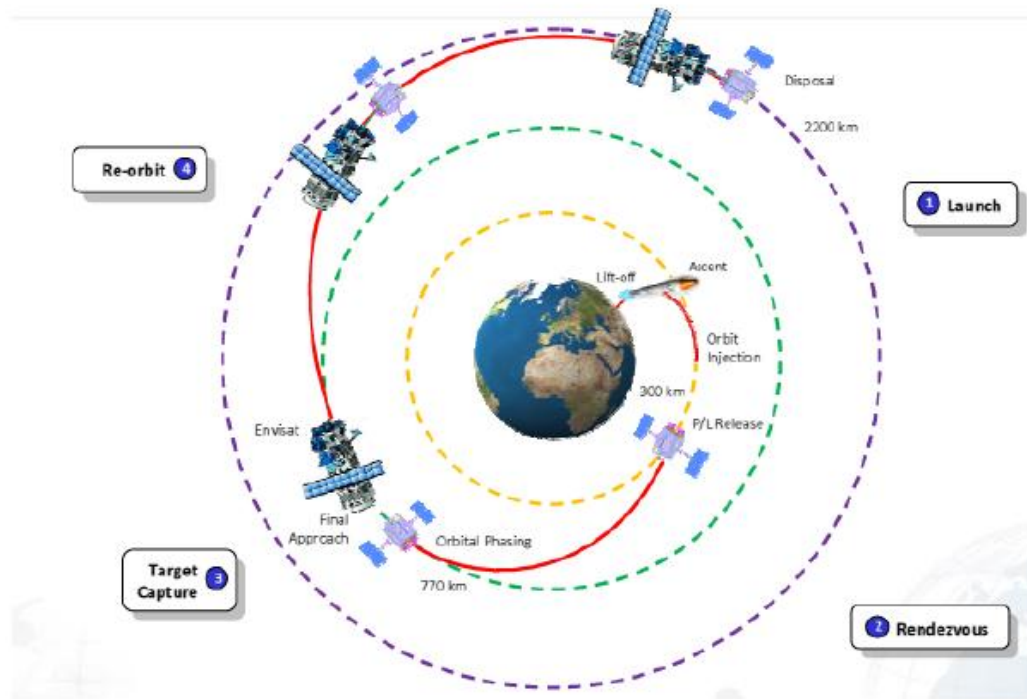 Disposal
2200 km
Re-orbit 4
1 Launch
Lift-off
Ascent
Orbit
Injection
300 km
P/L Release
Envisat
Final
Approach
Orbital Phasing
770 km
Target
Capture
3
2 Rendezvous